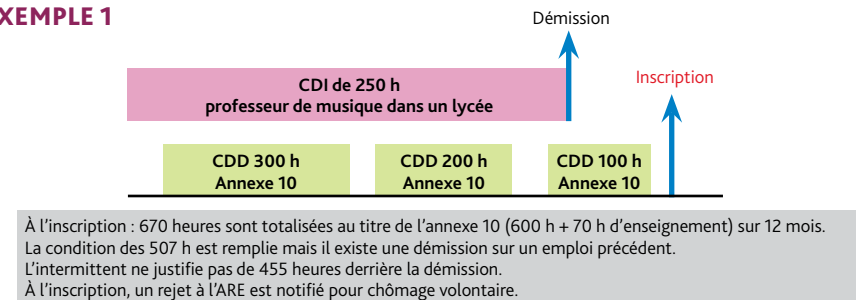 XEMPLE 1
Démission
CDI de 250 h
professeur de musique dans un lycée
Inscription
CDD 300 h
Annexe 10
CDD 200 h
Annexe 10
CDD 100 h
Annexe 10
À l'inscription : 670 heures sont totalisées au titre de l'annexe 10 (600 h + 70 h d'enseignement) sur 12 mois.
La condition des 507 h est remplie mais il existe une démission sur un emploi précédent.
L'intermittent ne justifie pas de 455 heures derrière la démission.
À l'inscription, un rejet à l'ARE est notifié pour chômage volontaire.